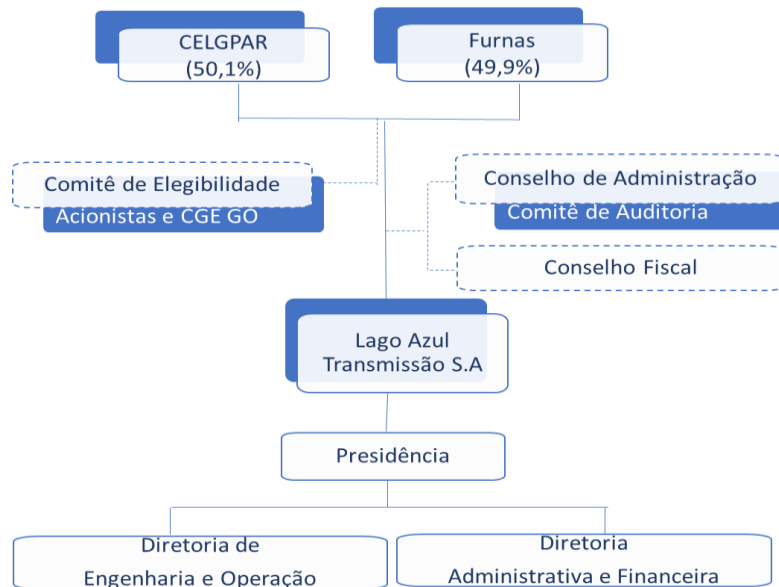 CELGPAR
(50,1%)
Furnas
(49,9%)
Comitê de Elegibilidade
Acionistas e CGE GO
Conselho de Administração
Comitê de Auditoria
Conselho Fiscal
Lago Azul
Transmissão S.A
Presidência
Diretoria de
Engenharia e Operação
Diretoria
Administrativa e Financeira